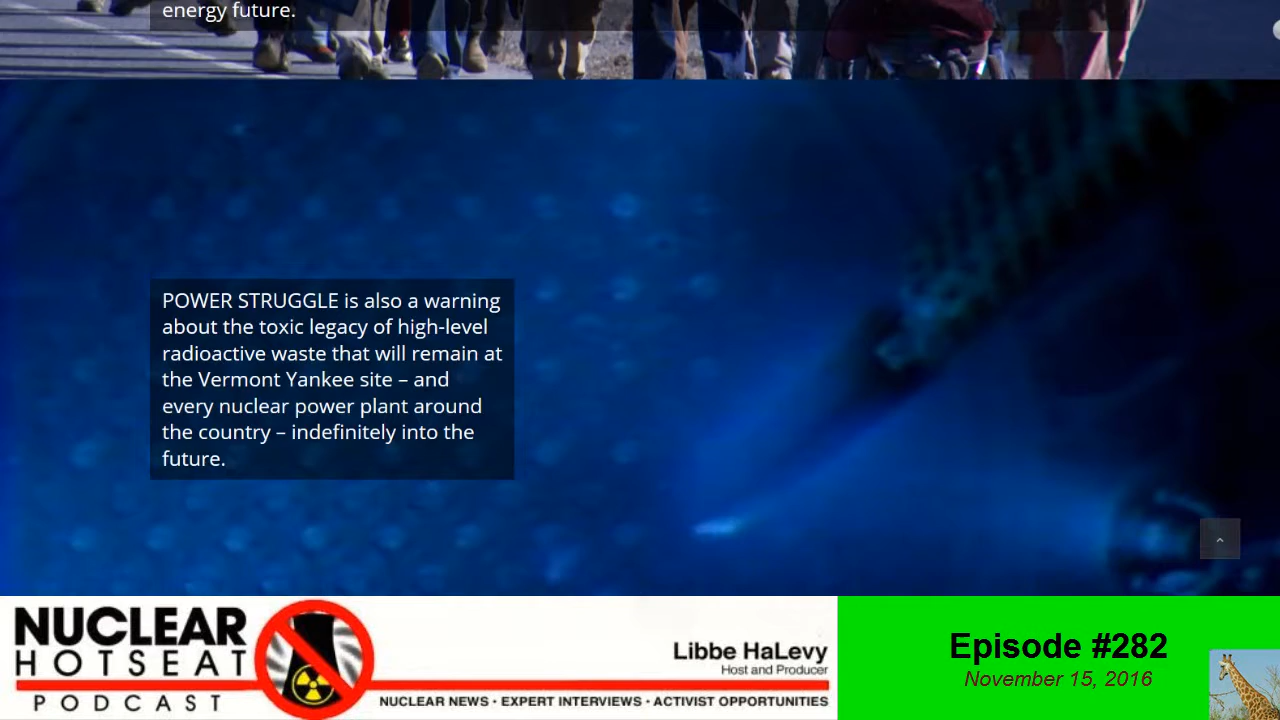 energy future.
POWER STRUGGLE is also a warning
about the toxic legacy of high-level
radioactive waste that will remain at
the Vermont Yankee site – and
every nuclear power plant around
the country – indefinitely into the
future.
NUCLEAR
HOTSEAT
PODCAST
Libbe HaLevy
Host and Producer
NUCLEAR NEWS · EXPERT INTERVIEWS · ACTIVIST OPPORTUNITIES
Episode #282
November 15, 2016